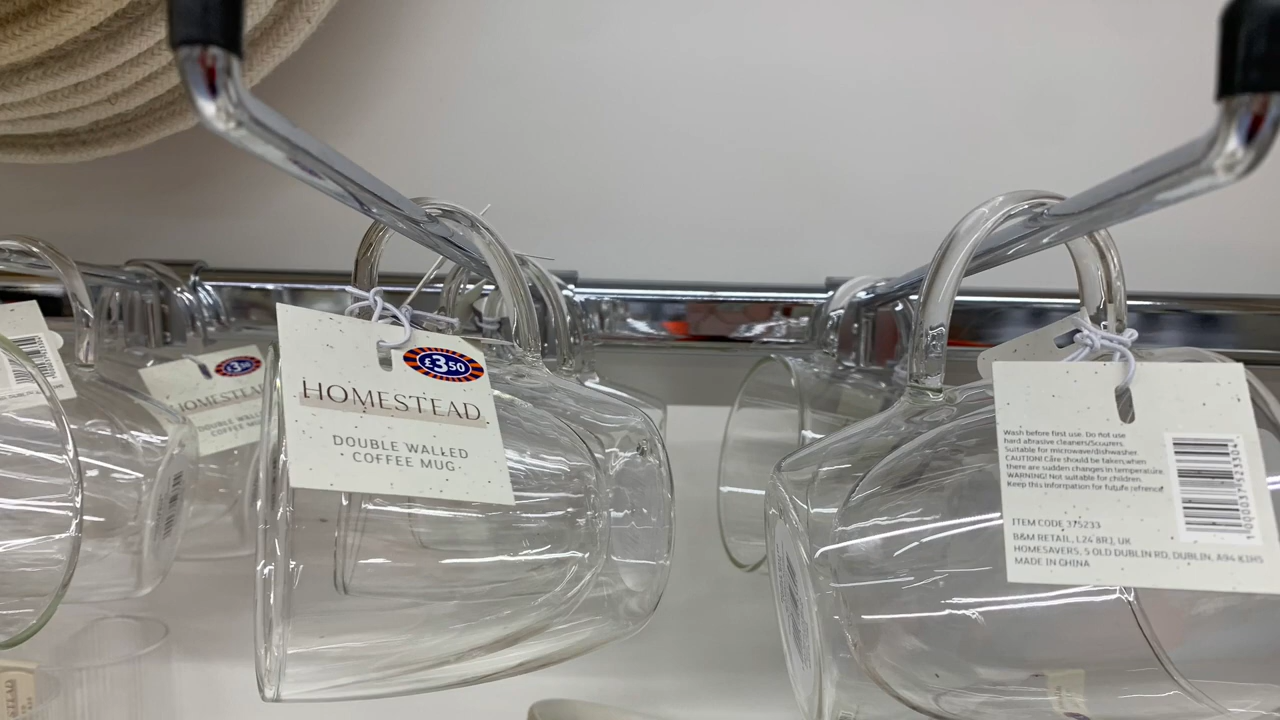 £3.50
HOMESTEAD
DOUBLE WALLED
COFFEE MUG
£3.50
HOMESTEAD
DOUBLE WALLED
COFFEE MUG
Wash before first use. Do not use
hard abrasive cleaners/scourers.
Suitable for microwave/dishwasher.
CAUTION! Care should be taken when
there are sudden changes in temperature.
WARNING! Not suitable for children.
Keep this information for future refrence
ITEM CODE 375233
B&M RETAIL, L24 8RJ, UK
HOMESAVERS, 5 OLD DUBLIN RD, DUBLIN, A94 K1H5
MADE IN CHINA